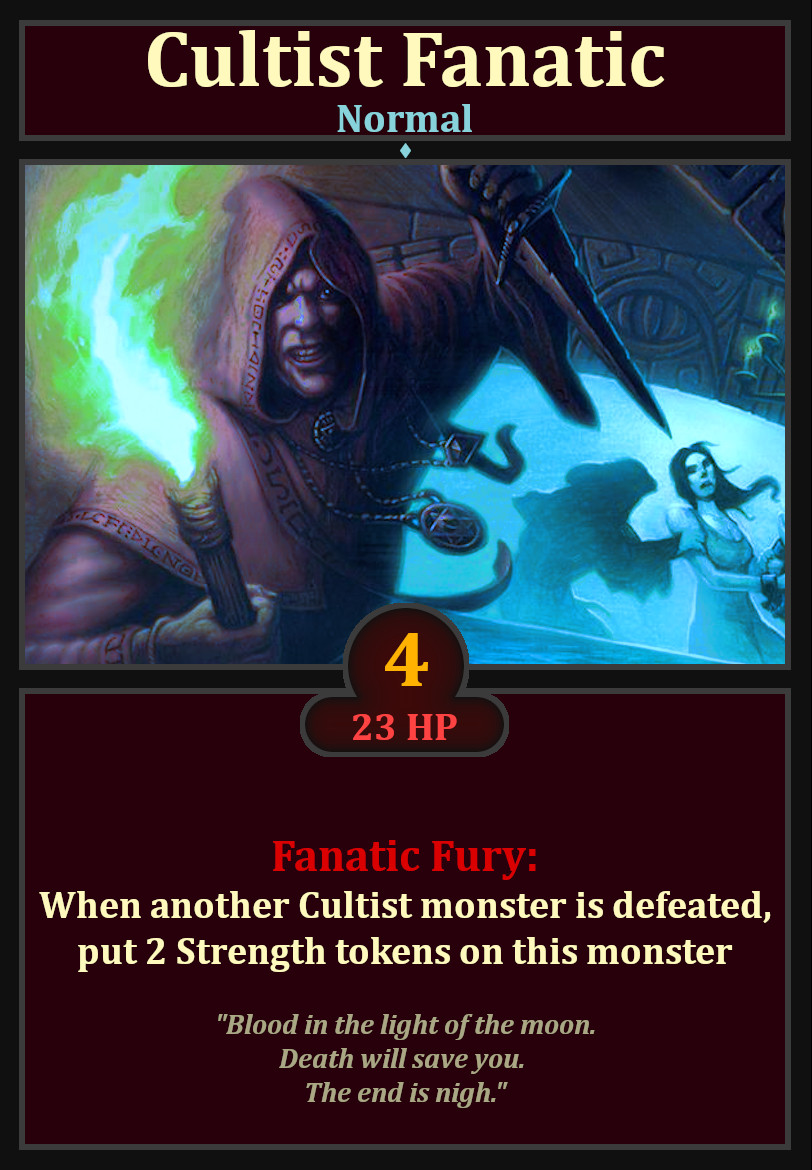 Cultist Fanatic
Normal
4
23 HP
Fanatic Fury:
When another Cultist monster is defeated,
put 2 Strength tokens on this monster
"Blood in the light of the moon.
Death will save you.
The end is nigh."